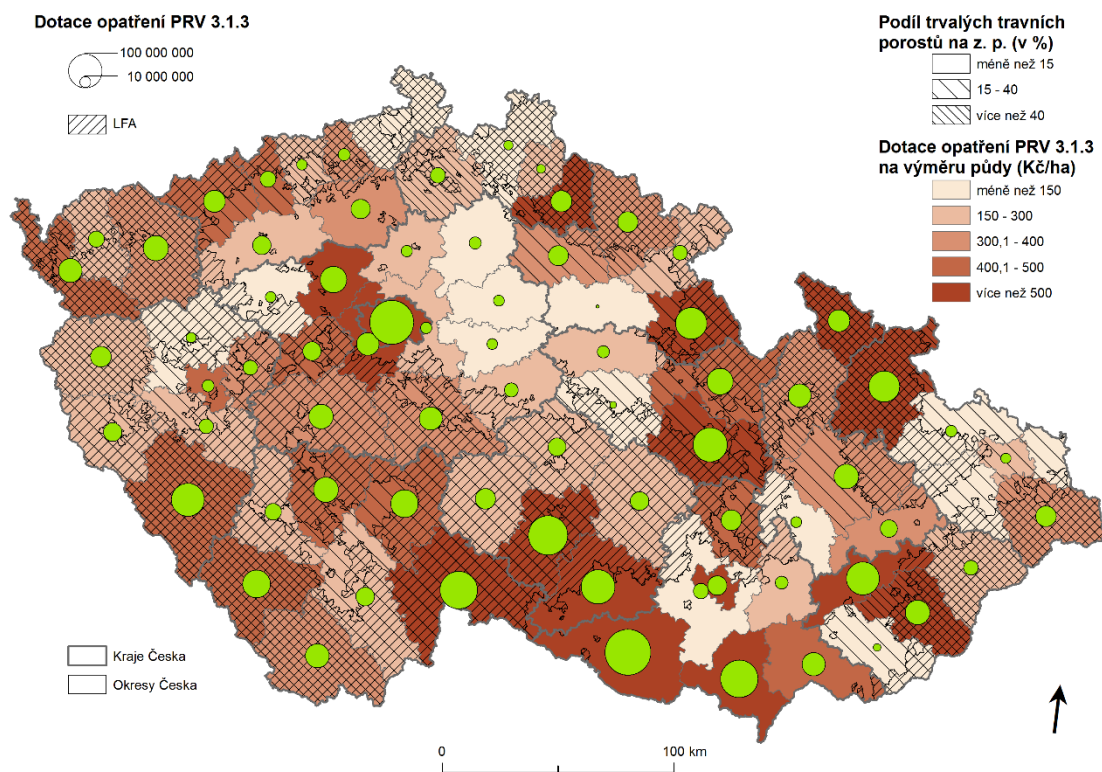 Dotace opatření PRV 3.1.3
100 000 000
10 000 000
LFA
Podíl trvalých travních
porostů na z. p. (v %)
méně než 15
15 - 40
více než 40
Dotace opatření PRV 3.1.3
na výměru půdy (Kč/ha)
méně než 150
150 - 300
300,1 - 400
400,1 - 500
více než 500
Kraje Česka
Okresy Česka
0
100 km